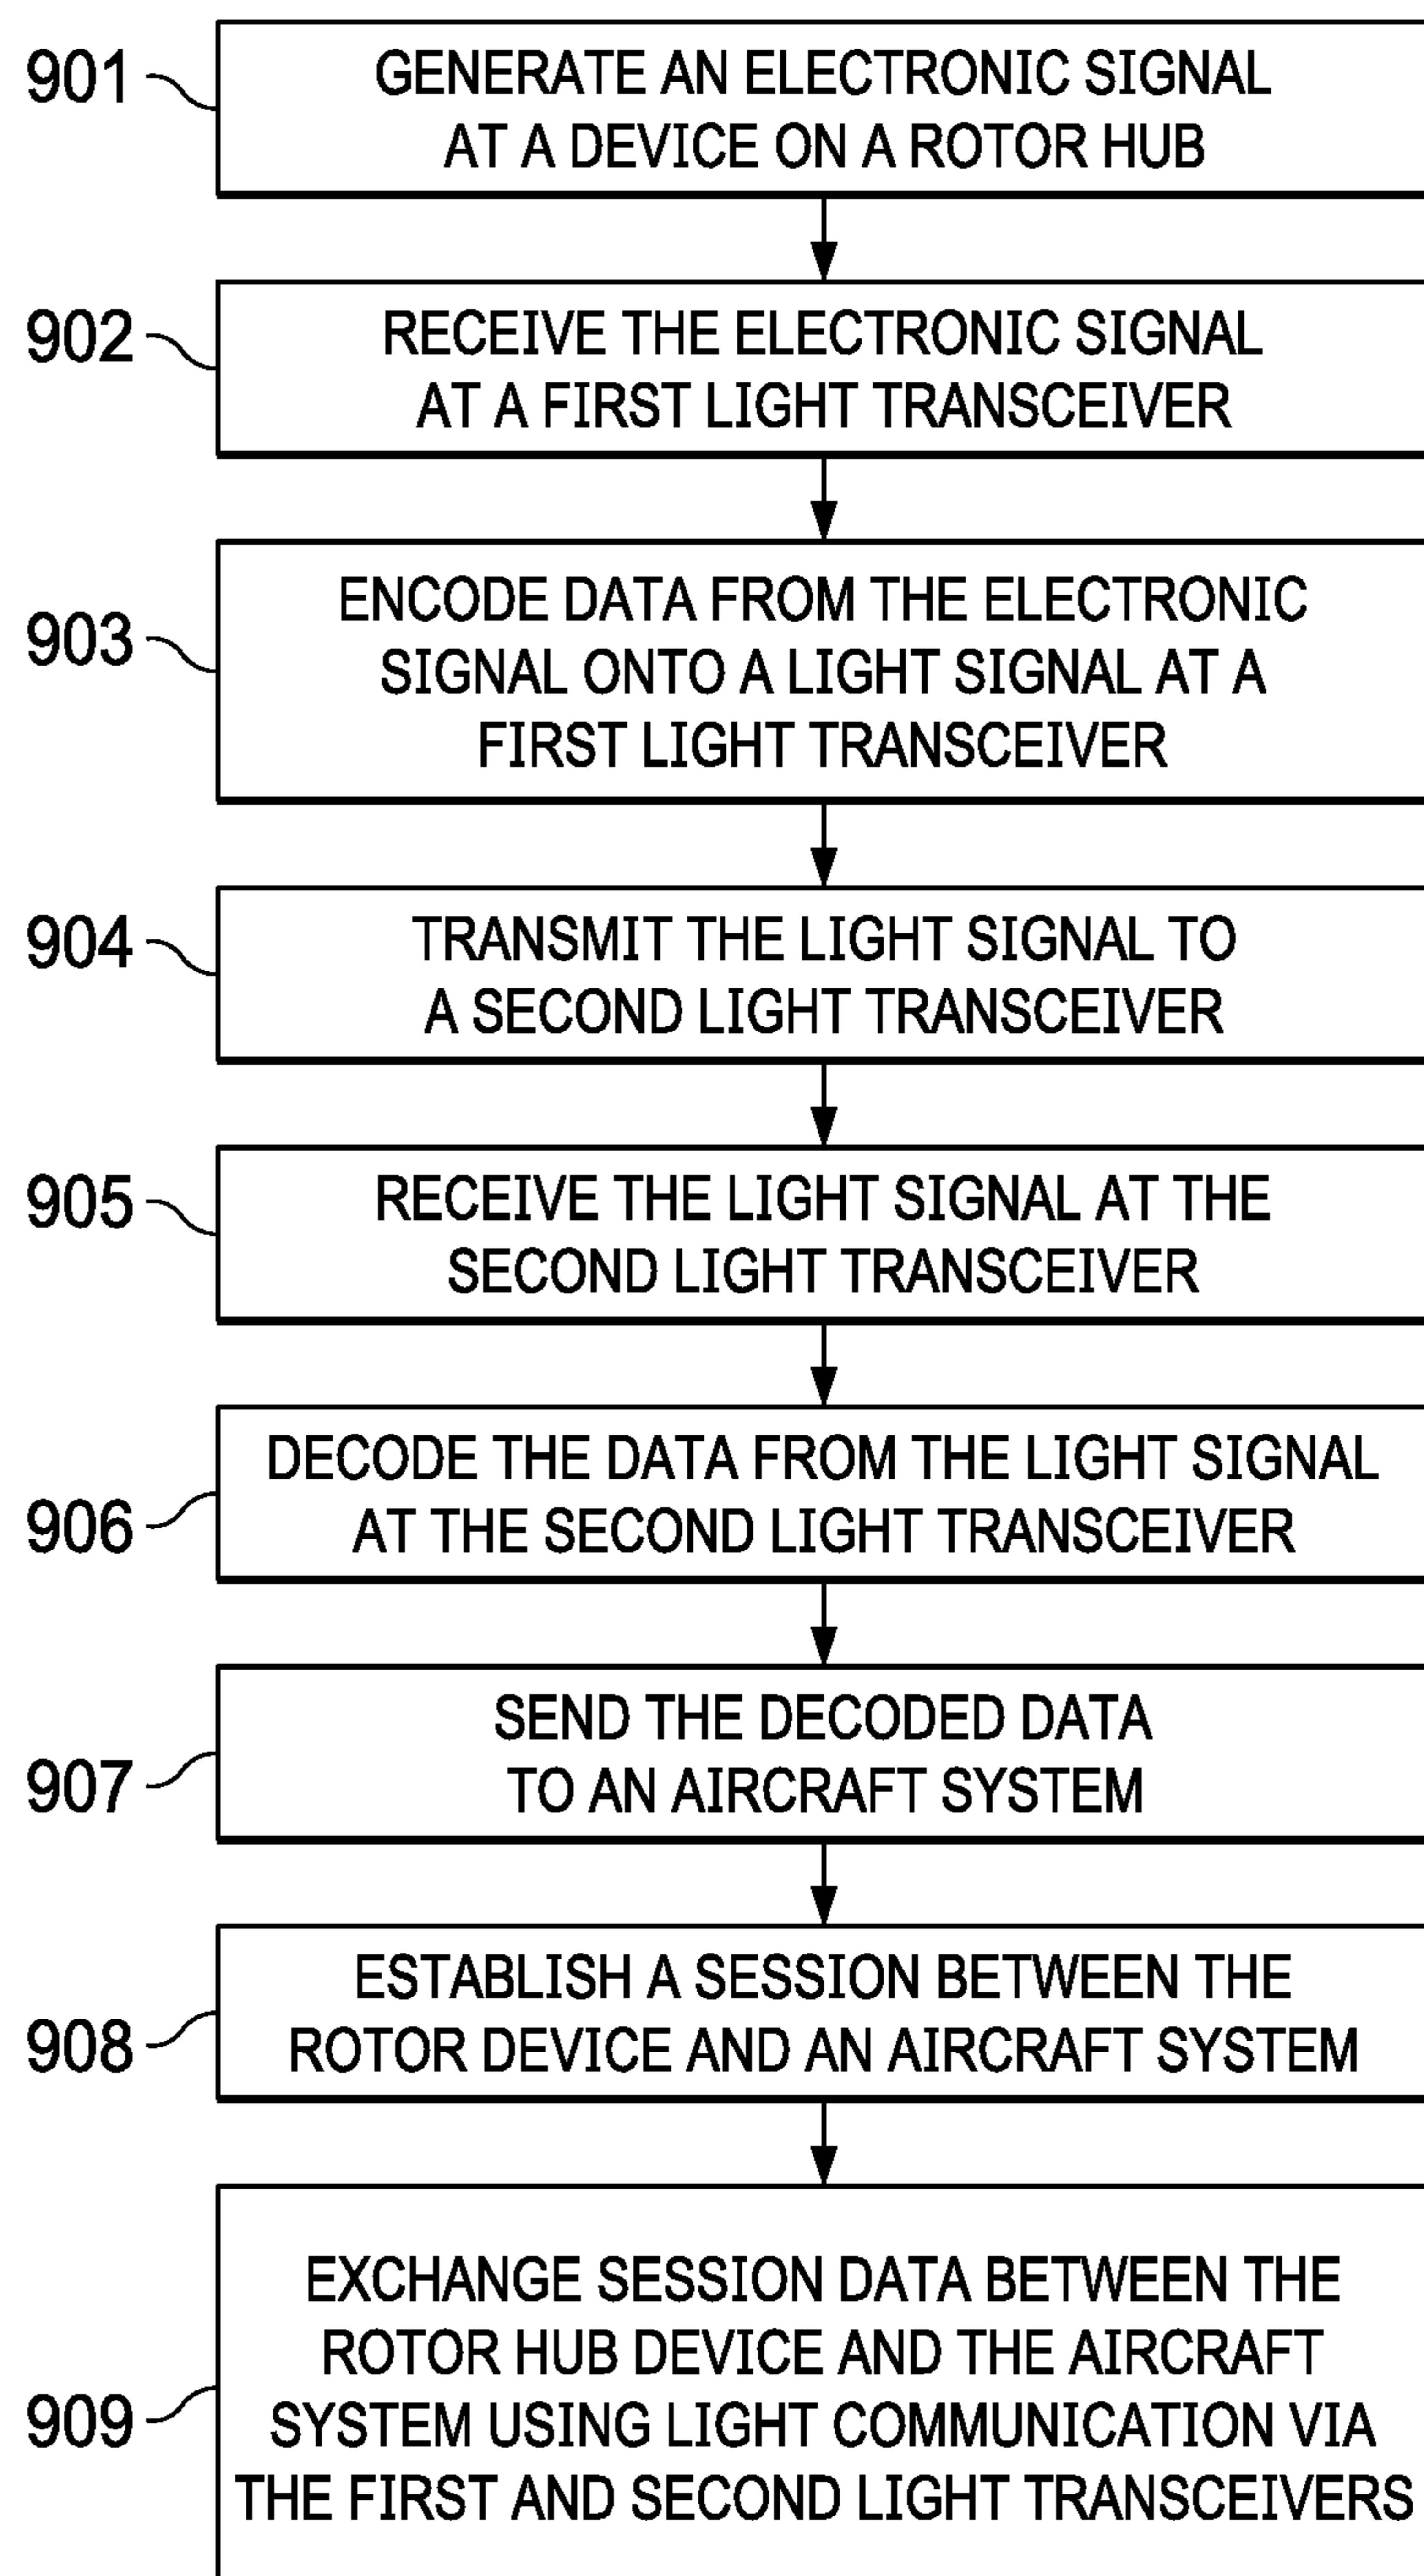 901
GENERATE AN ELECTRONIC SIGNAL
AT A DEVICE ON A ROTOR HUB
902
RECEIVE THE ELECTRONIC SIGNAL
AT A FIRST LIGHT TRANSCEIVER
903
ENCODE DATA FROM THE ELECTRONIC
SIGNAL ONTO A LIGHT SIGNAL AT A
FIRST LIGHT TRANSCEIVER
904
TRANSMIT THE LIGHT SIGNAL TO
A SECOND LIGHT TRANSCEIVER
905
RECEIVE THE LIGHT SIGNAL AT THE
SECOND LIGHT TRANSCEIVER
906
DECODE THE DATA FROM THE LIGHT SIGNAL
AT THE SECOND LIGHT TRANSCEIVER
907
SEND THE DECODED DATA
TO AN AIRCRAFT SYSTEM
908
ESTABLISH A SESSION BETWEEN THE
ROTOR DEVICE AND AN AIRCRAFT SYSTEM
909
EXCHANGE SESSION DATA BETWEEN THE
ROTOR HUB DEVICE AND THE AIRCRAFT
SYSTEM USING LIGHT COMMUNICATION VIA
THE FIRST AND SECOND LIGHT TRANSCEIVERS